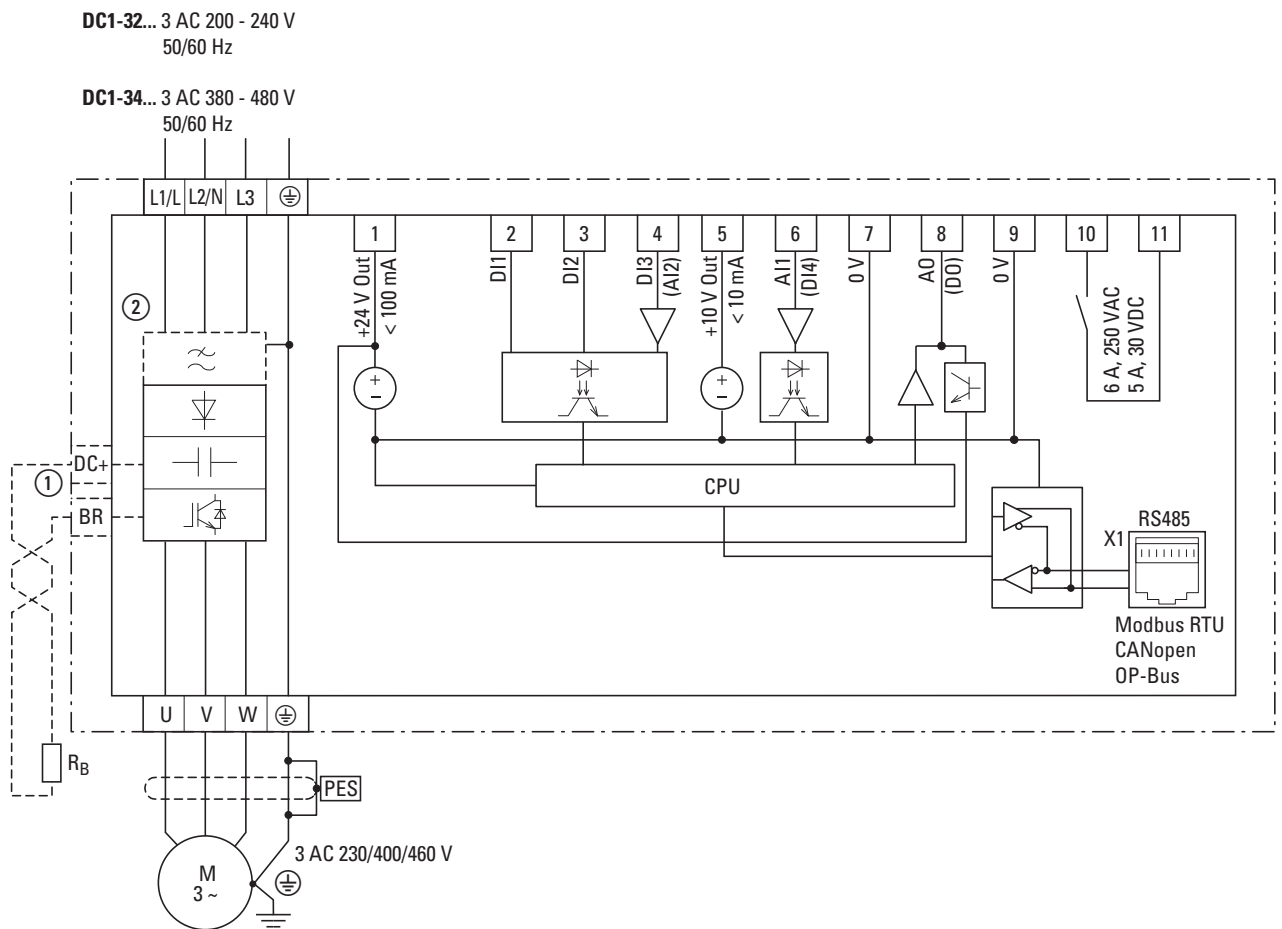 DC1-32... 3 AC 200 - 240 V
50/60 Hz
DC1-34... 3 AC 380 - 480 V
50/60 Hz
L1/L L2/N L3
1 2 3 4 5 6 7 8 9 10 11
+24 V Out
< 100 mA
DI1
DI2
DI3
(AI2)
+10 V Out
< 10 mA
AI1
(DI4)
0 V
AO
(DO)
0 V
6 A, 250 VAC
5 A, 30 VDC
2
+
-
+
-
DC+
1
BR
CPU
RS485
X1
Modbus RTU
CANopen
OP-Bus
U V W
RB
PES
3 AC 230/400/460 V
M
3 ~